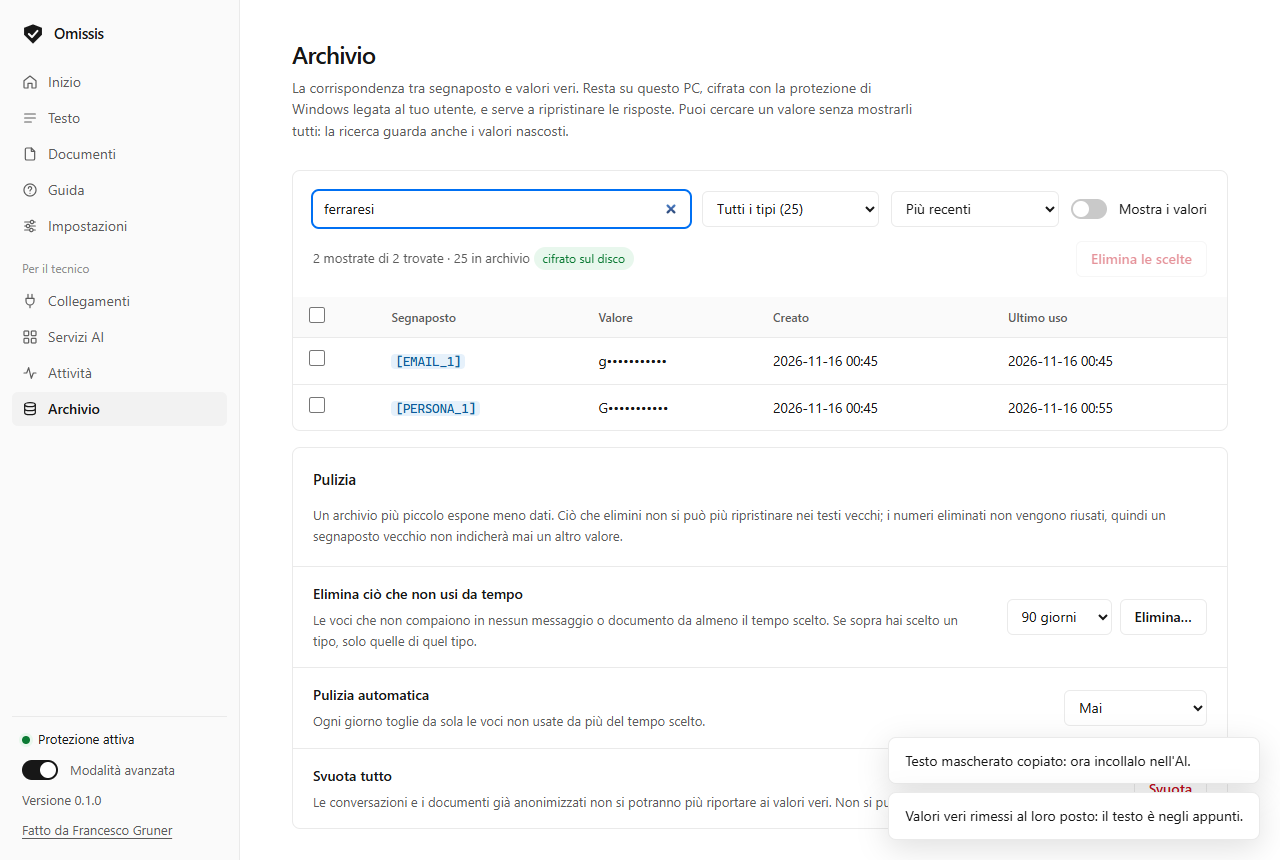 Omissis
Inizio
Testo
Documenti
Guida
Impostazioni
Per il tecnico
Collegamenti
Servizi AI
Attività
Archivio
Protezione attiva
Modalità avanzata
Versione 0.1.0
Fatto da Francesco Gruner
Archivio
La corrispondenza tra segnaposto e valori veri. Resta su questo PC, cifrata con la protezione di
Windows legata al tuo utente, e serve a ripristinare le risposte. Puoi cercare un valore senza mostrarli
tutti: la ricerca guarda anche i valori nascosti.
ferraresi Tutti i tipi (25) Più recenti Mostra i valori
2 mostrate di 2 trovate · 25 in archivio cifrato sul disco Elimina le scelte
Segnaposto Valore Creato Ultimo uso
[EMAIL_1] g••••••••••• 2026-11-16 00:45 2026-11-16 00:45
[PERSONA_1] G••••••••••• 2026-11-16 00:45 2026-11-16 00:55
Pulizia
Un archivio più piccolo espone meno dati. Ciò che elimini non si può più ripristinare nei testi vecchi; i numeri eliminati non vengono riusati, quindi un
segnaposto vecchio non indicherà mai un altro valore.
Elimina ciò che non usi da tempo
Le voci che non compaiono in nessun messaggio o documento da almeno il tempo scelto. Se sopra hai scelto un
tipo, solo quelle di quel tipo.
90 giorni Elimina...
Pulizia automatica
Ogni giorno toglie da sola le voci non usate da più del tempo scelto.
Mai
Svuota tutto
Le conversazioni e i documenti già anonimizzati non si potranno più riportare ai valori veri. Non si
Svuota
Testo mascherato copiato: ora incollalo nell'AI.
Valori veri rimessi al loro posto: il testo è negli appunti.